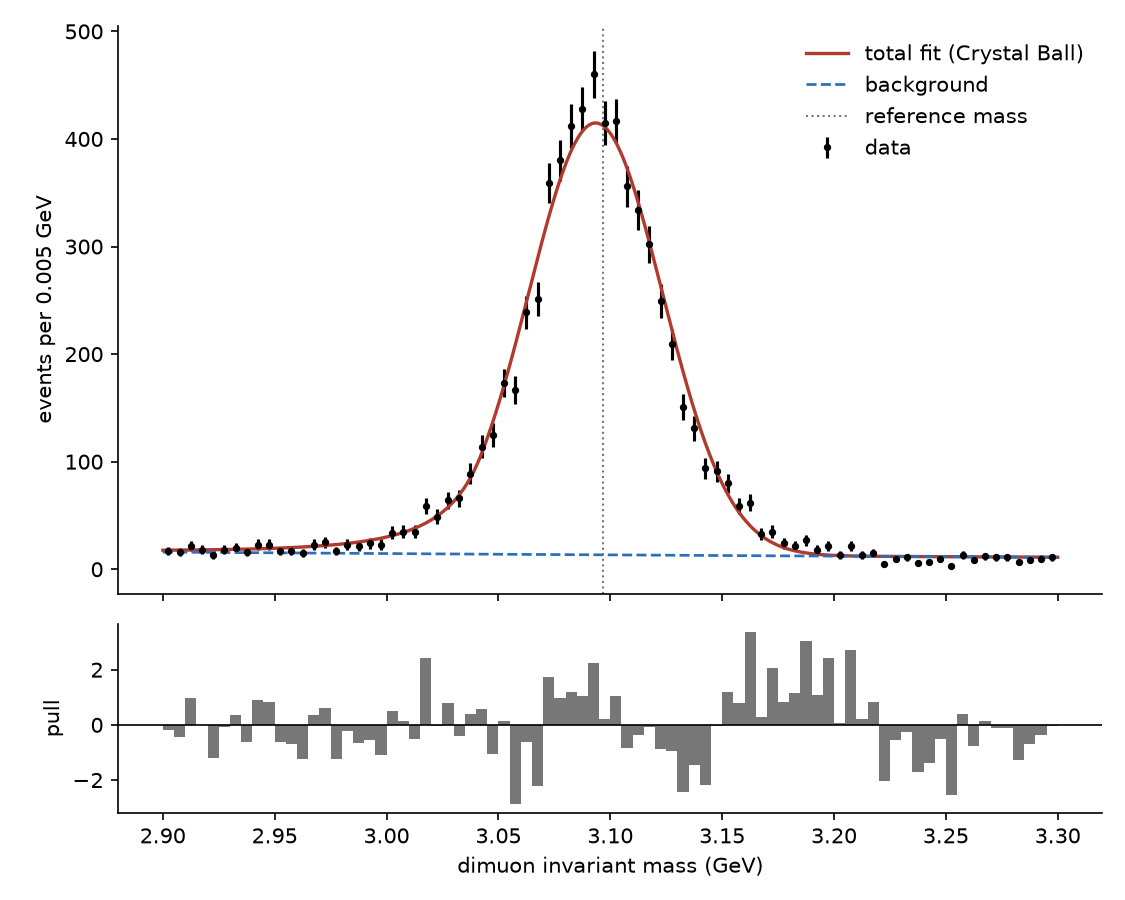 500
400
300
200
100
0
events per 0.005 GeV
total fit (Crystal Ball)
background
reference mass
data
2
0
−2
pull
2.90 2.95 3.00 3.05 3.10 3.15 3.20 3.25 3.30
dimuon invariant mass (GeV)